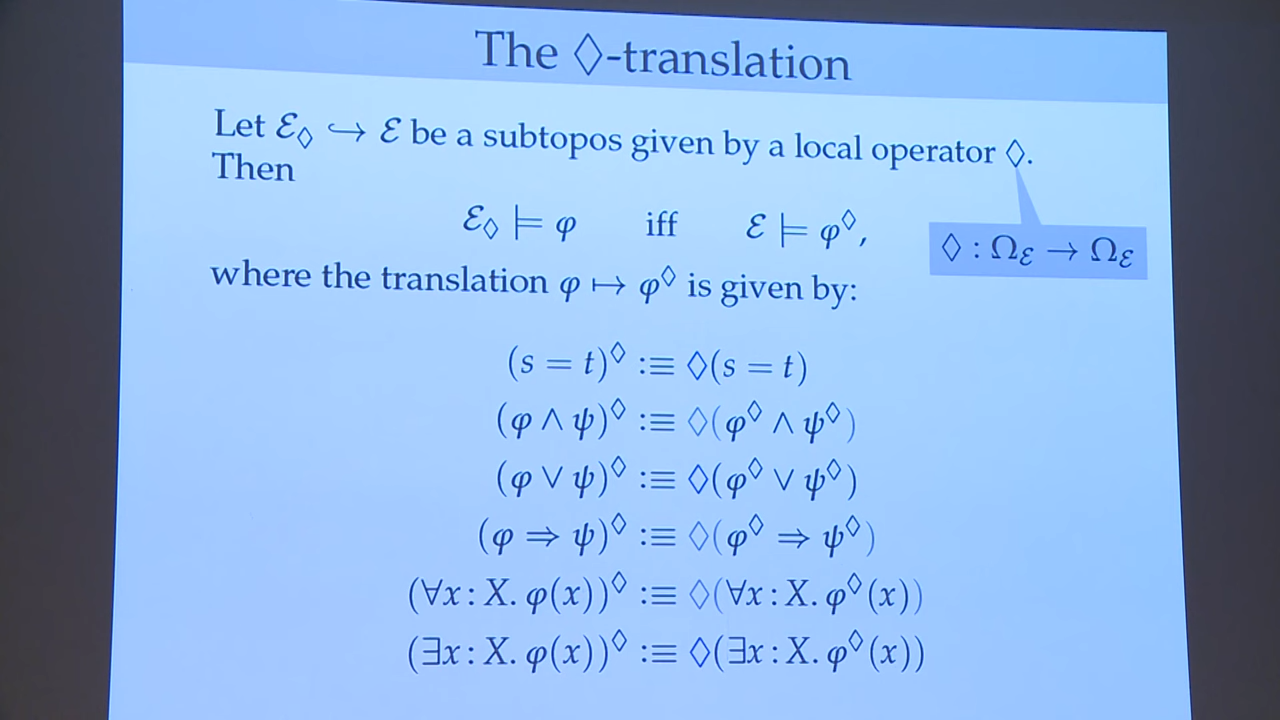 The ◊-translation
Let ℰ◊ ↪ ℰ be a subtopos given by a local operator ◊.
Then
ℰ◊ ⊨ φ iff ℰ ⊨ φ^◊,
◊ : Ω_ℰ → Ω_ℰ
where the translation φ ↦ φ^◊ is given by:
(s = t)^◊ :≡ ◊(s = t)
(φ ∧ ψ)^◊ :≡ ◊(φ^◊ ∧ ψ^◊)
(φ ∨ ψ)^◊ :≡ ◊(φ^◊ ∨ ψ^◊)
(φ ⇒ ψ)^◊ :≡ ◊(φ^◊ ⇒ ψ^◊)
(∀x : X. φ(x))^◊ :≡ ◊(∀x : X. φ^◊(x))
(∃x : X. φ(x))^◊ :≡ ◊(∃x : X. φ^◊(x))